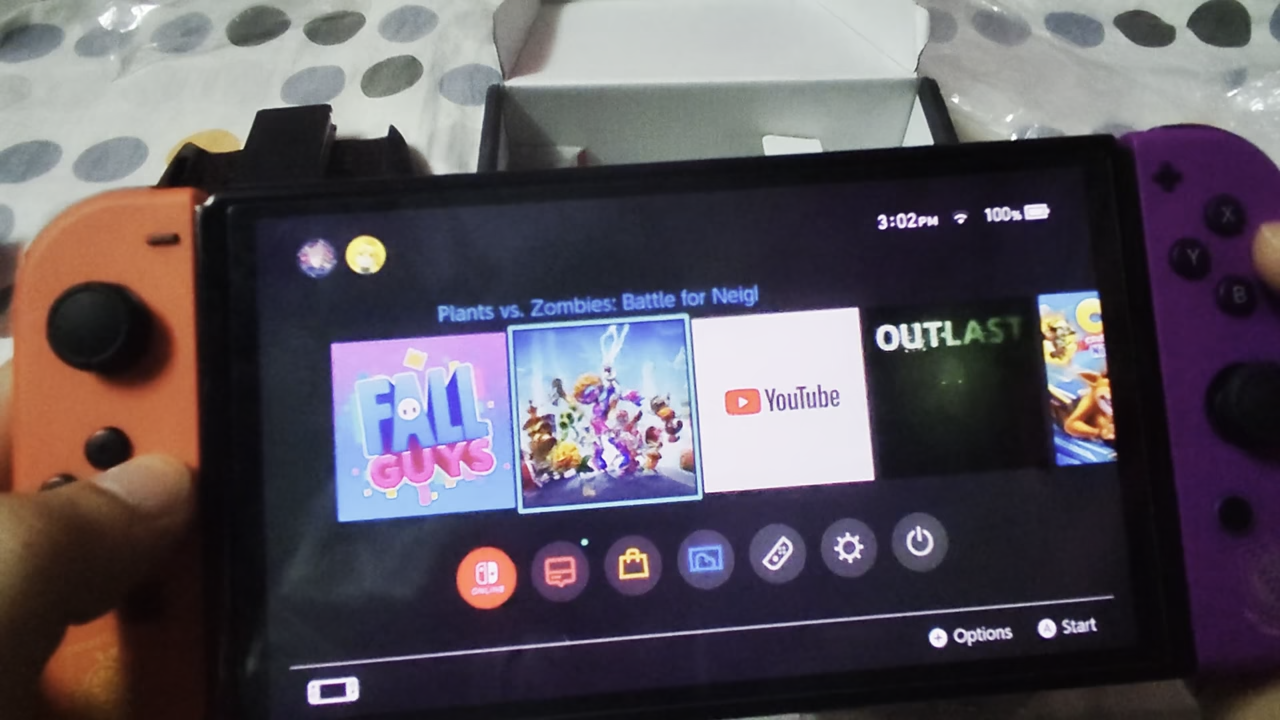 3:02PM 100%
Plants vs. Zombies: Battle for Neigl
FALL
GUYS
YouTube
OUTLAST
ONLINE
Options
A Start
X
Y
B